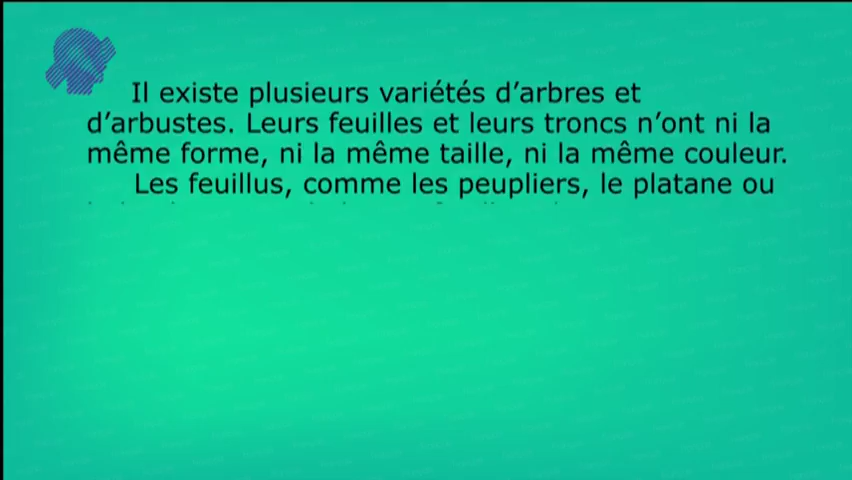 Il existe plusieurs variétés d’arbres et
d’arbustes. Leurs feuilles et leurs troncs n’ont ni la
même forme, ni la même taille, ni la même couleur.
Les feuillus, comme les peupliers, le platane ou